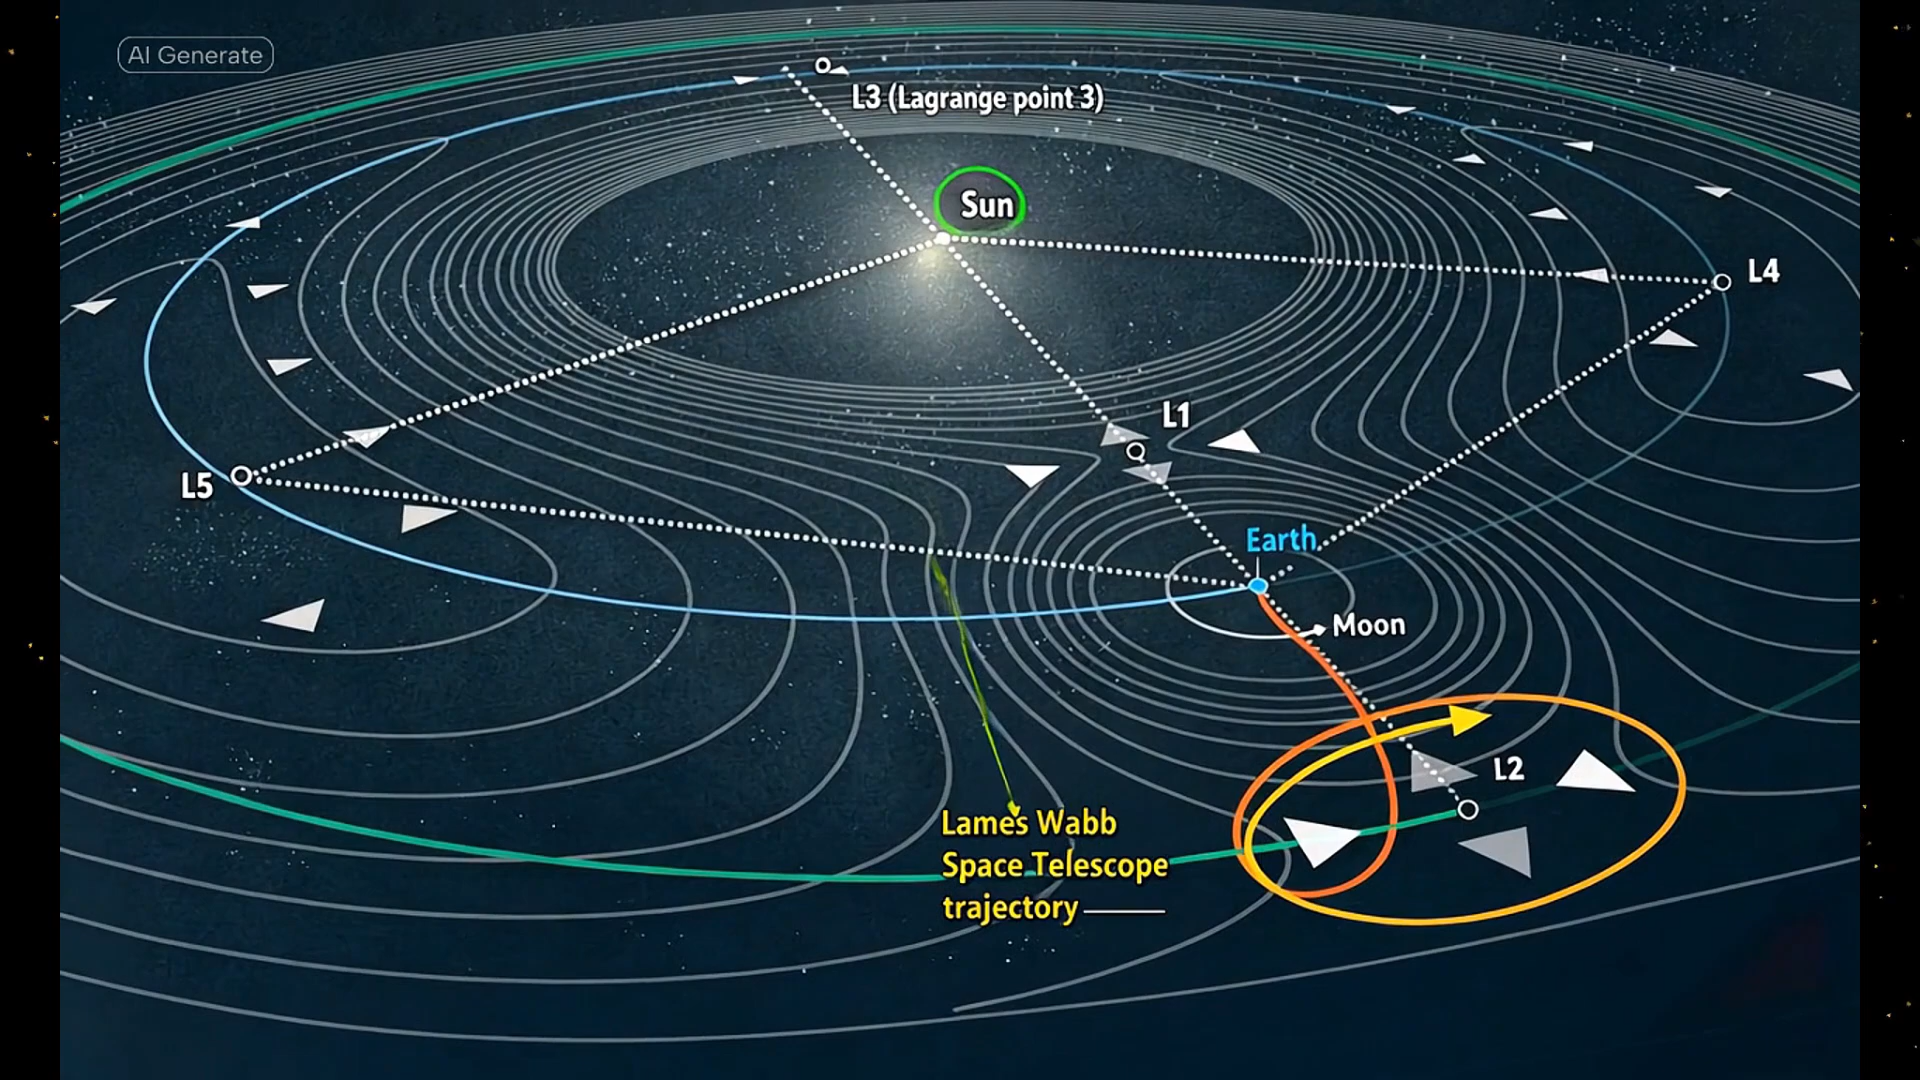 AI Generate
L3 (Lagrange point 3)
Sun
L4
L1
L5
Earth
Moon
L2
Lames Wabb
Space Telescope
trajectory